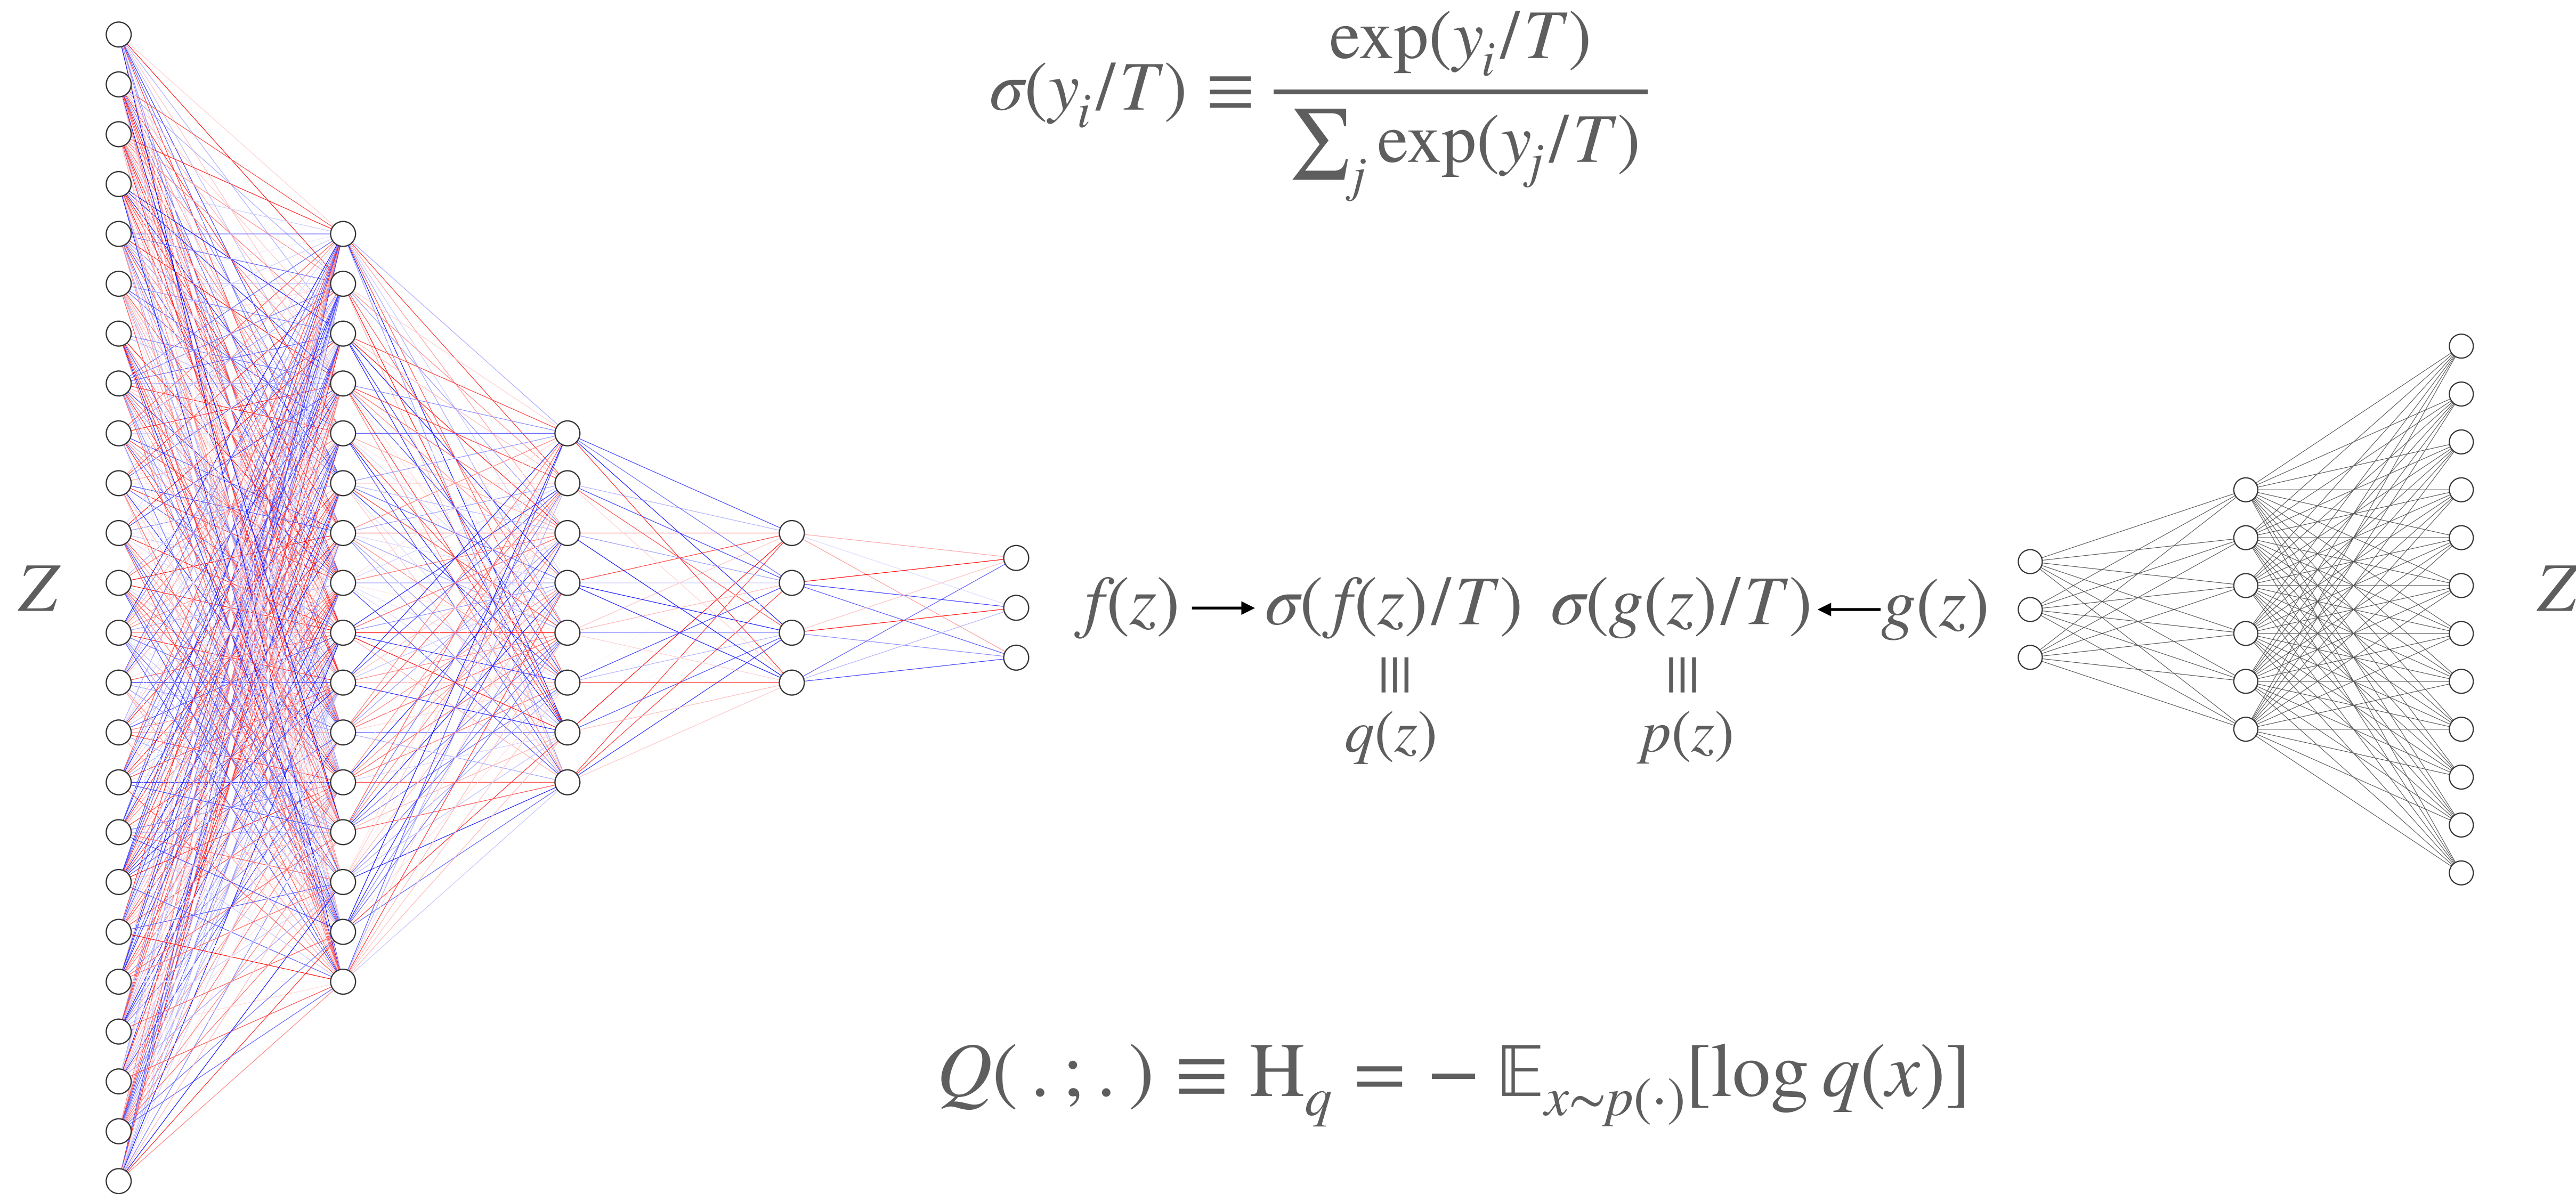 σ(y_i/T) ≡ exp(y_i/T) / ∑_j exp(y_j/T)
z f(z) → σ(f(z)/T) σ(g(z)/T) ← g(z) z
≡ ≡
q(z) p(z)
Q( . ; . ) ≡ H_q = − 𝔼_{x∼p(·)}[log q(x)]